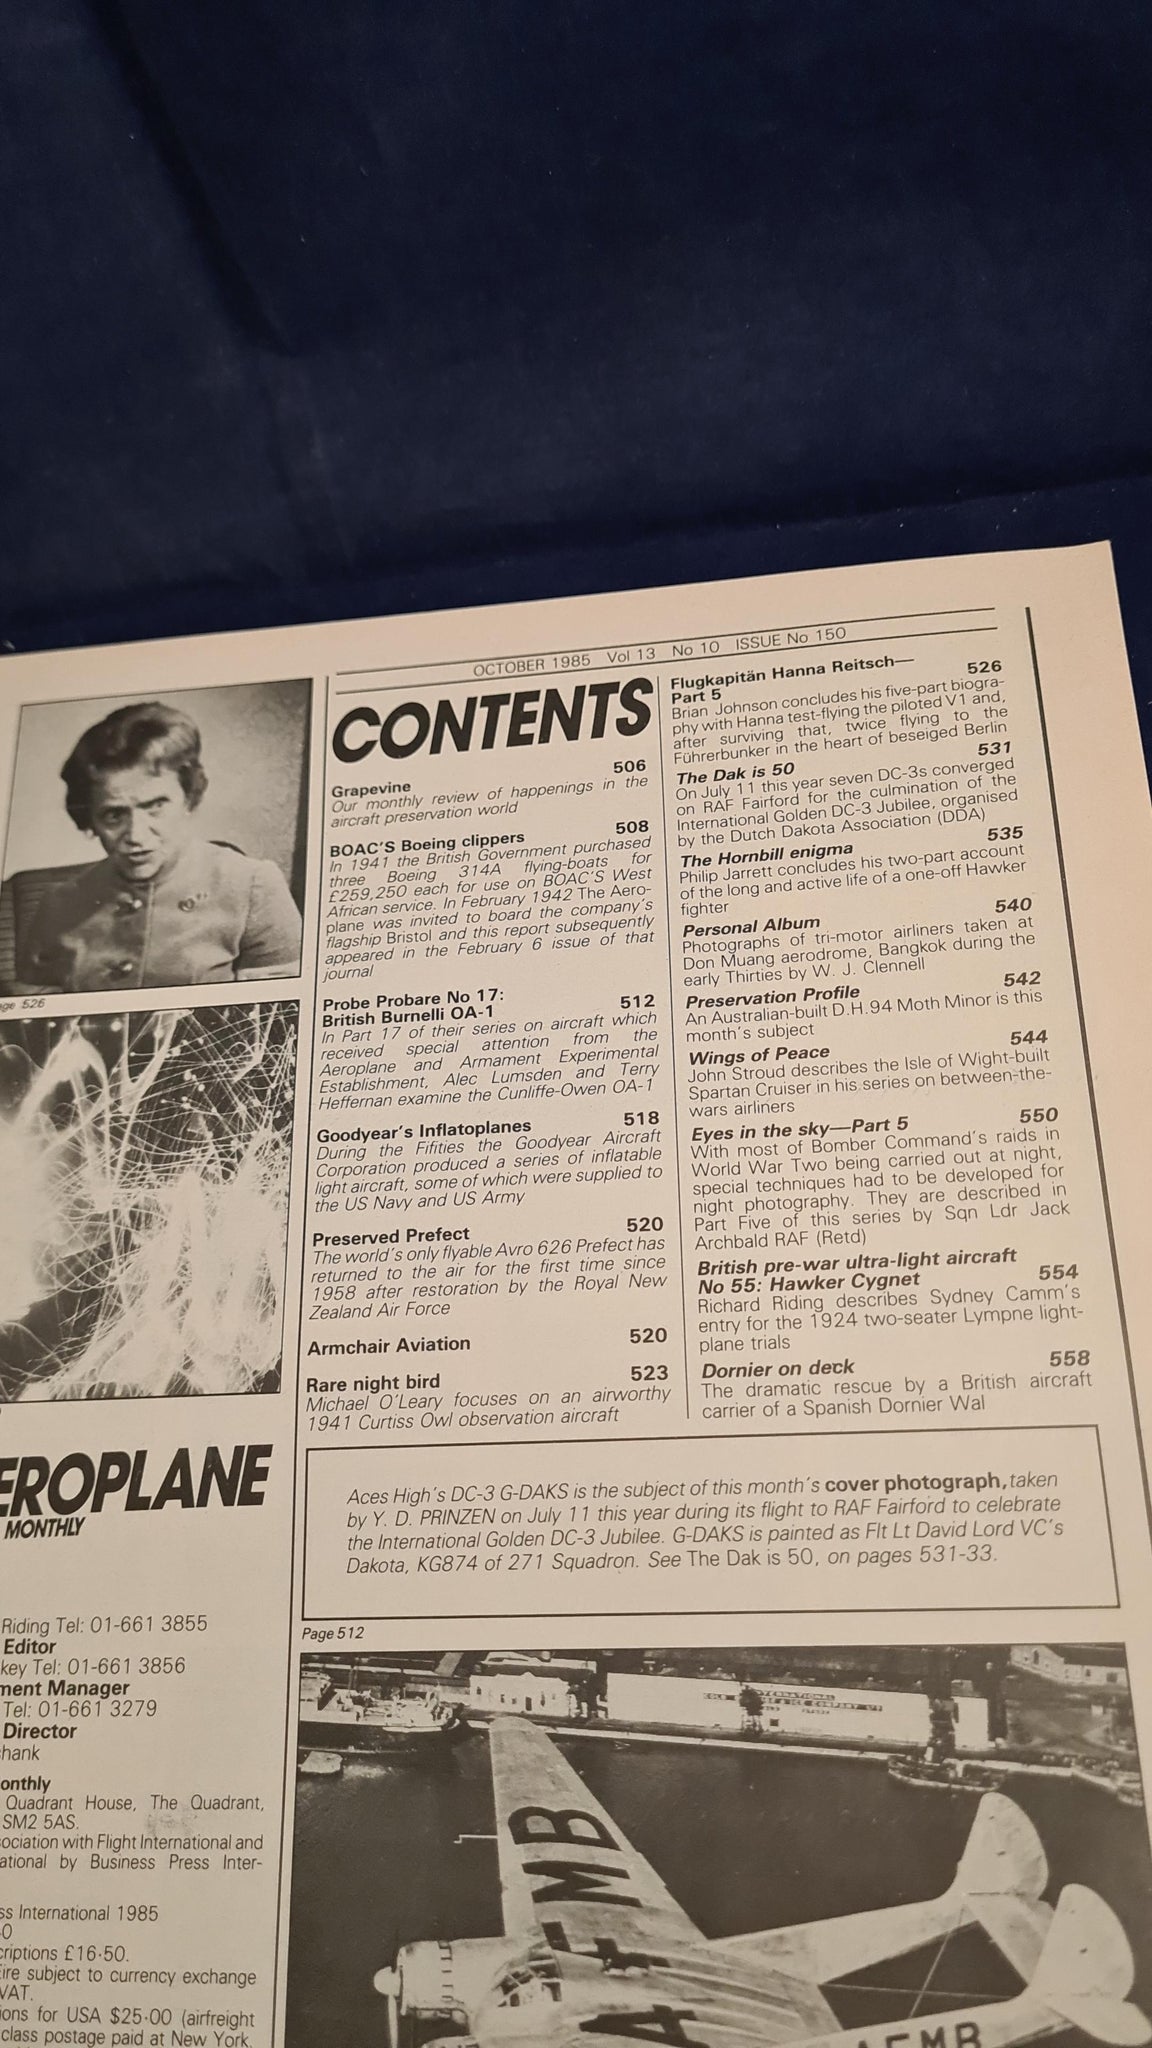 OCTOBER 1985 Vol 13 No 10 ISSUE No 150
CONTENTS
506
Grapevine
Our monthly review of happenings in the
aircraft preservation world
BOAC'S Boeing clippers 508
In 1941 the British Government purchased
three Boeing 314A flying-boats for
£259,250 each for use on BOAC'S West
African service. In February 1942 The Aero-
plane was invited to board the company's
flagship Bristol and this report subsequently
appeared in the February 6 issue of that
journal
Probe Probare No 17:
British Burnelli OA-1 512
In Part 17 of their series on aircraft which
received special attention from the
Aeroplane and Armament Experimental
Establishment, Alec Lumsden and Terry
Heffernan examine the Cunliffe-Owen OA-1
Goodyear's Inflatoplanes 518
During the Fifities the Goodyear Aircraft
Corporation produced a series of inflatable
light aircraft, some of which were supplied to
the US Navy and US Army
Preserved Prefect 520
The world's only flyable Avro 626 Prefect has
returned to the air for the first time since
1958 after restoration by the Royal New
Zealand Air Force
Armchair Aviation 520
Rare night bird 523
Michael O'Leary focuses on an airworthy
1941 Curtiss Owl observation aircraft
Flugkapitän Hanna Reitsch—
Part 5 526
Brian Johnson concludes his five-part biogra-
phy with Hanna test-flying the piloted V1 and,
after surviving that, twice flying to the
Führerbunker in the heart of beseiged Berlin
The Dak is 50 531
On July 11 this year seven DC-3s converged
on RAF Fairford for the culmination of the
International Golden DC-3 Jubilee, organised
by the Dutch Dakota Association (DDA)
The Hornbill enigma 535
Philip Jarrett concludes his two-part account
of the long and active life of a one-off Hawker
fighter
Personal Album 540
Photographs of tri-motor airliners taken at
Don Muang aerodrome, Bangkok during the
early Thirties by W. J. Clennell
Preservation Profile 542
An Australian-built D.H.94 Moth Minor is this
month's subject
Wings of Peace 544
John Stroud describes the Isle of Wight-built
Spartan Cruiser in his series on between-the-
wars airliners
Eyes in the sky—Part 5 550
With most of Bomber Command's raids in
World War Two being carried out at night,
special techniques had to be developed for
night photography. They are described in
Part Five of this series by Sqn Ldr Jack
Archbald RAF (Retd)
British pre-war ultra-light aircraft
No 55: Hawker Cygnet 554
Richard Riding describes Sydney Camm's
entry for the 1924 two-seater Lympne light-
plane trials
Dornier on deck 558
The dramatic rescue by a British aircraft
carrier of a Spanish Dornier Wal
Aces High's DC-3 G-DAKS is the subject of this month's cover photograph, taken
by Y. D. PRINZEN on July 11 this year during its flight to RAF Fairford to celebrate
the International Golden DC-3 Jubilee. G-DAKS is painted as Flt Lt David Lord VC's
Dakota, KG874 of 271 Squadron. See The Dak is 50, on pages 531-33.
Page 512
MB
AFMB
ge 526
EROPLANE
MONTHLY
Riding Tel: 01-661 3855
Editor
key Tel: 01-661 3856
ment Manager
Tel: 01-661 3279
Director
hank
onthly
Quadrant House, The Quadrant,
SM2 5AS.
ociation with Flight International and
ational by Business Press Inter-
ss International 1985
0
criptions £16·50.
ire subject to currency exchange
VAT.
ions for USA $25·00 (airfreight
class postage paid at New York,